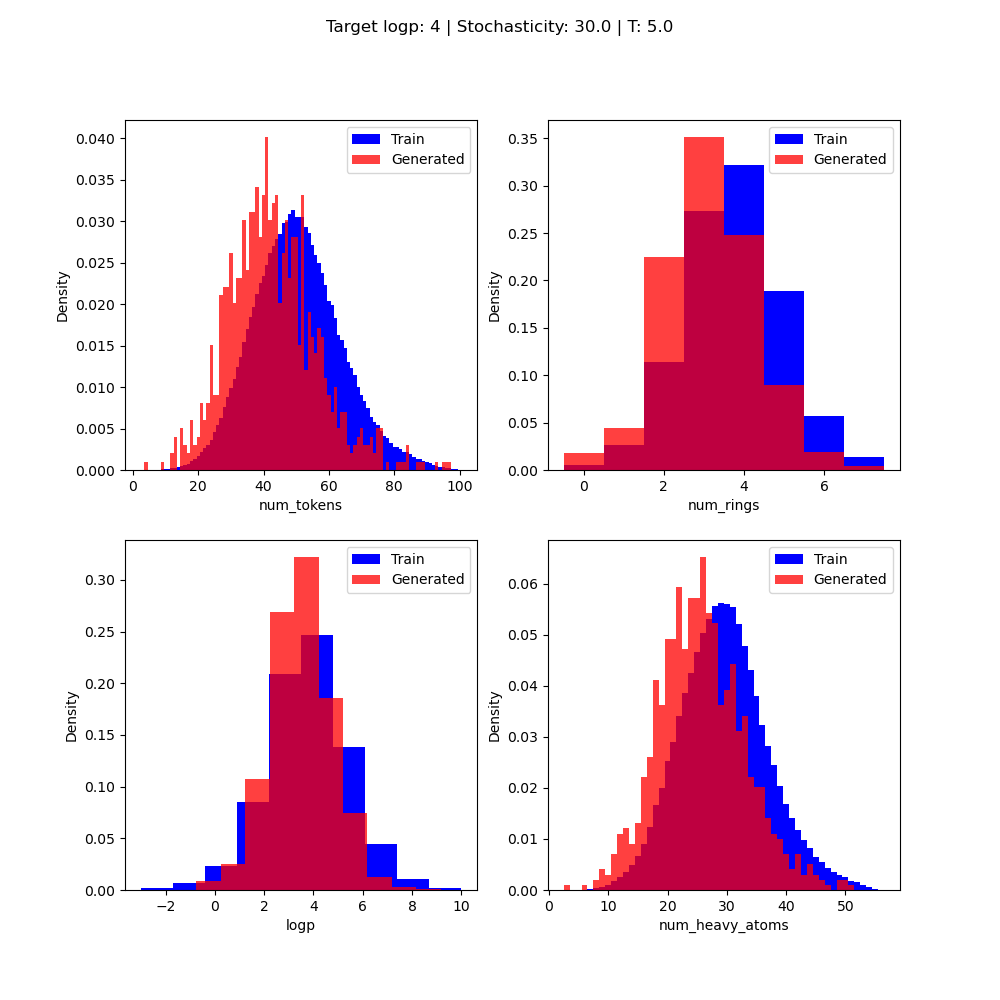 Target logp: 4 | Stochasticity: 30.0 | T: 5.0
0.040
0.035
0.030
0.025
0.020
0.015
0.010
0.005
0.000
Density
Train
Generated
0 20 40 60 80 100
num_tokens
0.35
0.30
0.25
0.20
0.15
0.10
0.05
0.00
Density
Train
Generated
0 2 4 6
num_rings
0.30
0.25
0.20
0.15
0.10
0.05
0.00
Density
Train
Generated
−2 0 2 4 6 8 10
logp
0.06
0.05
0.04
0.03
0.02
0.01
0.00
Density
Train
Generated
0 10 20 30 40 50
num_heavy_atoms